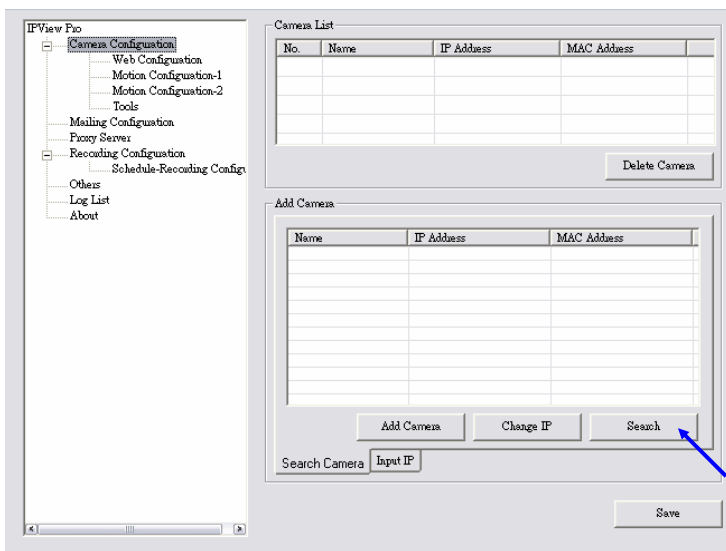 IPView Pro
Camera Configuration
Web Configuration
Motion Configuration-1
Motion Configuration-2
Tools
Mailing Configuration
Proxy Server
Recording Configuration
Schedule-Recording Configu
Others
Log List
About
Camera List
No. Name IP Address MAC Address
Delete Camera
Add Camera
Name IP Address MAC Address
Add Camera Change IP Search
Search Camera Input IP
Save